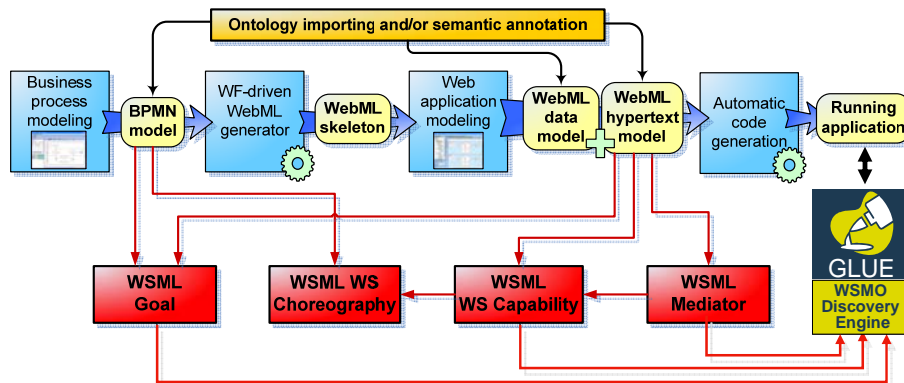 Ontology importing and/or semantic annotation
Business
process
modeling
BPMN
model
WF-driven
WebML
generator
WebML
skeleton
Web
application
modeling
WebML
data
model
WebML
hypertext
model
Automatic
code
generation
Running
application
WSML
Goal
WSML WS
Choreography
WSML
WS Capability
WSML
Mediator
GLUE
WSMO
Discovery
Engine